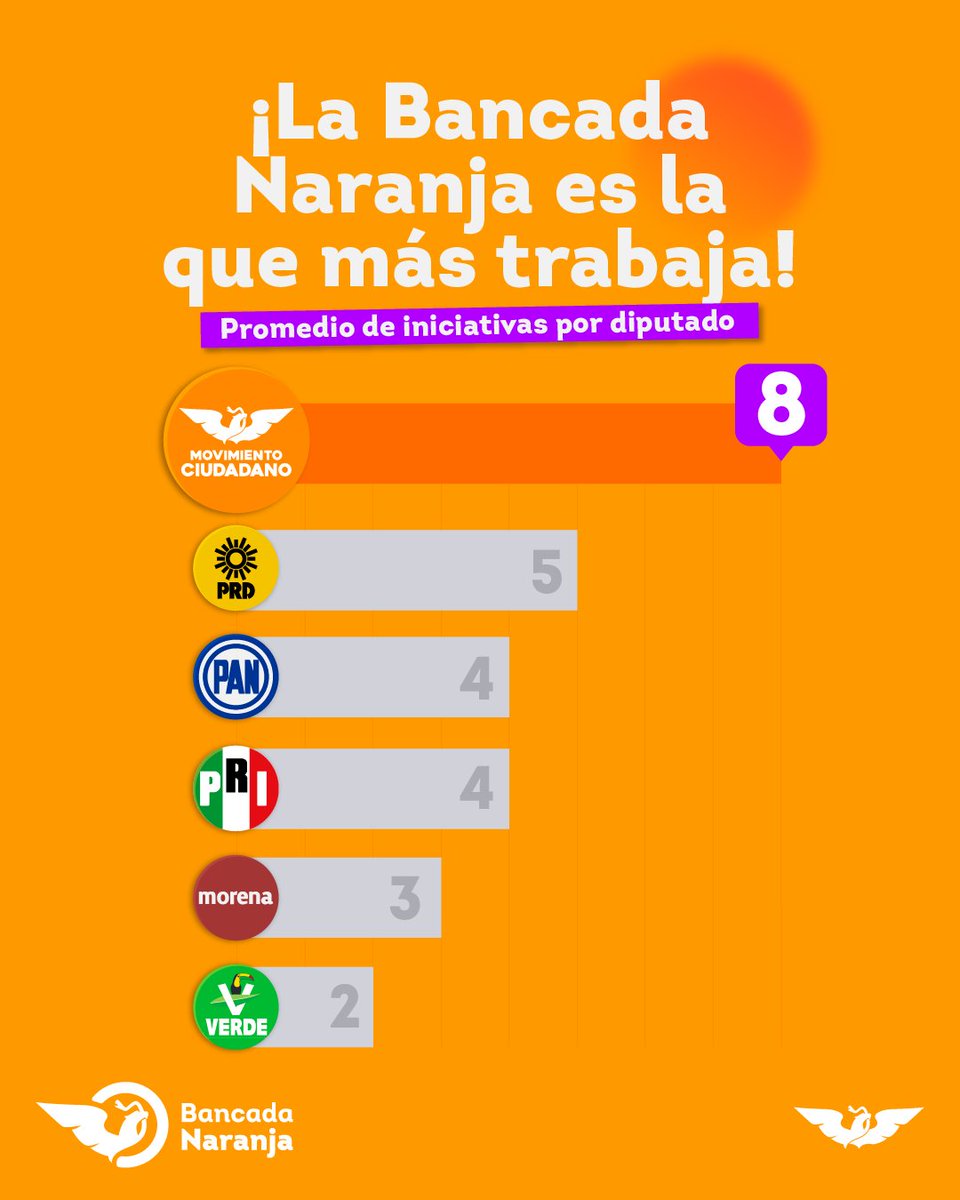 ¡La Bancada
Naranja es la
que más trabaja!
Promedio de iniciativas por diputado
8
MOVIMIENTO
CIUDADANO
PRD
5
PAN
4
PRI
4
morena
3
VERDE
2
Bancada
Naranja